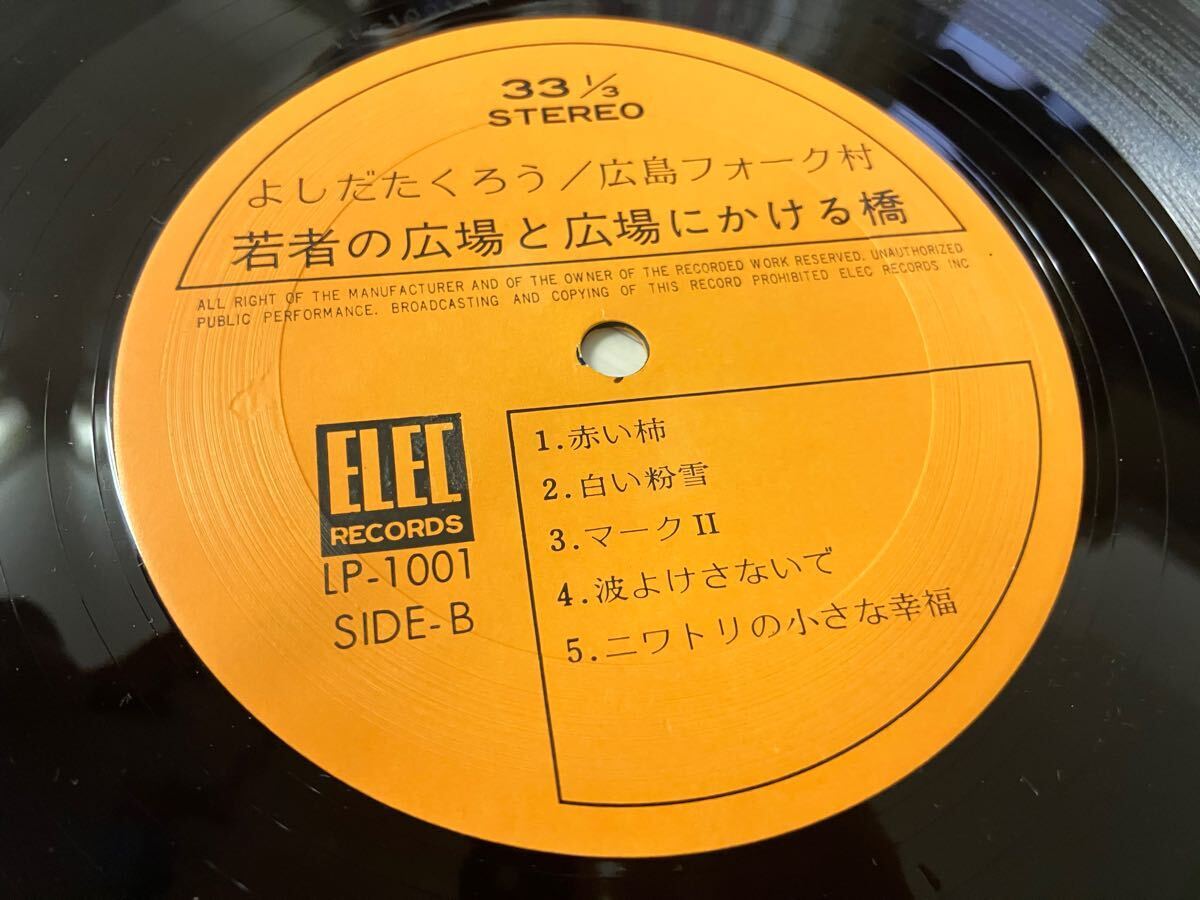 33 1/3
STEREO
よしだたくろう/広島フォーク村
若者の広場と広場にかける橋
ALL RIGHT OF THE MANUFACTURER AND OF THE OWNER OF THE RECORDED WORK RESERVED. UNAUTHORIZED
PUBLIC PERFORMANCE. BROADCASTING AND COPYING OF THIS RECORD PROHIBITED ELEC RECORDS INC
ELEC
RECORDS
LP-1001
SIDE-B
1.赤い柿
2.白い粉雪
3.マークII
4.波よけさないで
5.ニワトリの小さな幸福